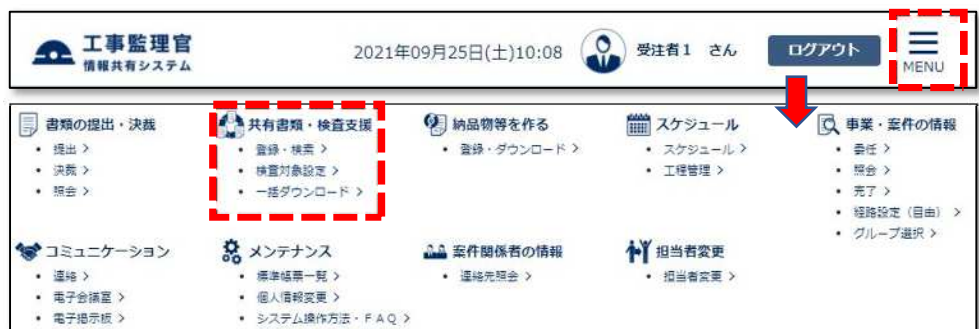 工事監理官
情報共有システム
2021年09月25日(土)10:08
受注者1 さん
ログアウト
MENU
書類の提出・決裁
・ 提出 >
・ 決裁 >
・ 照会 >
共有書類・検査支援
・ 登録・検索 >
・ 検査対象設定 >
・ 一括ダウンロード >
納品物等を作る
・ 登録・ダウンロード >
スケジュール
・ スケジュール >
・ 工程管理 >
事業・案件の情報
・ 委任 >
・ 照会 >
・ 完了 >
・ 経路設定（自由） >
・ グループ選択 >
コミュニケーション
・ 連絡 >
・ 電子会議室 >
・ 電子掲示板 >
メンテナンス
・ 標準帳票一覧 >
・ 個人情報変更 >
・ システム操作方法・ＦＡＱ >
案件関係者の情報
・ 連絡先照会 >
担当者変更
・ 担当者変更 >